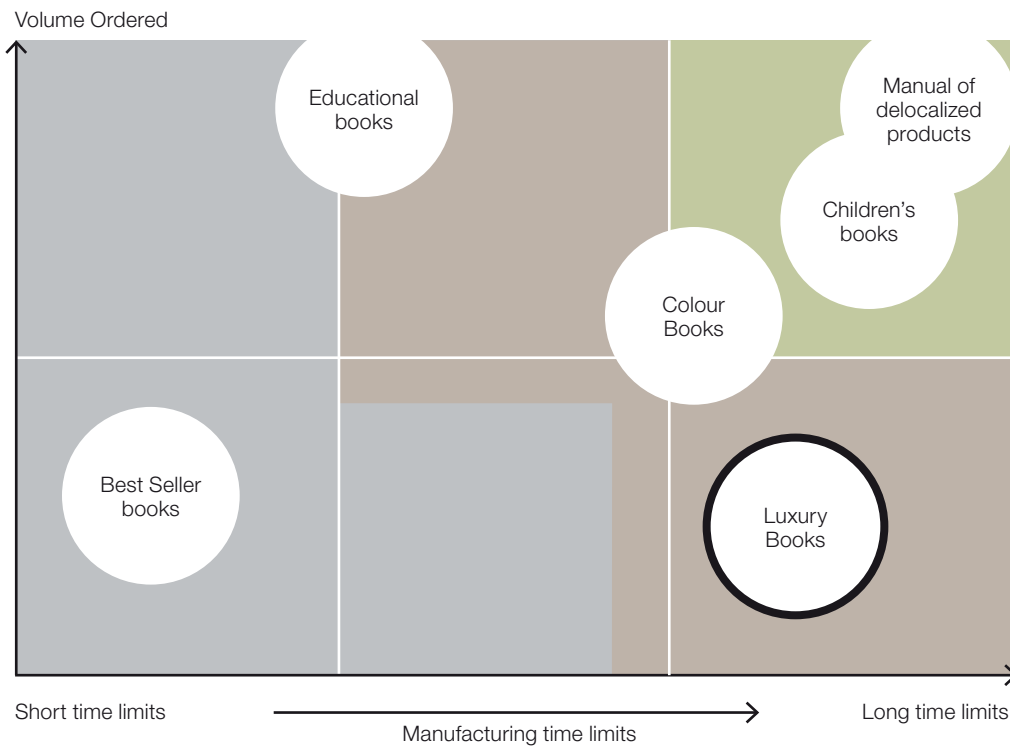 Volume Ordered
Educational
books
Manual of
delocalized
products
Children’s
books
Colour
Books
Best Seller
books
Luxury
Books
Short time limits
Manufacturing time limits
Long time limits